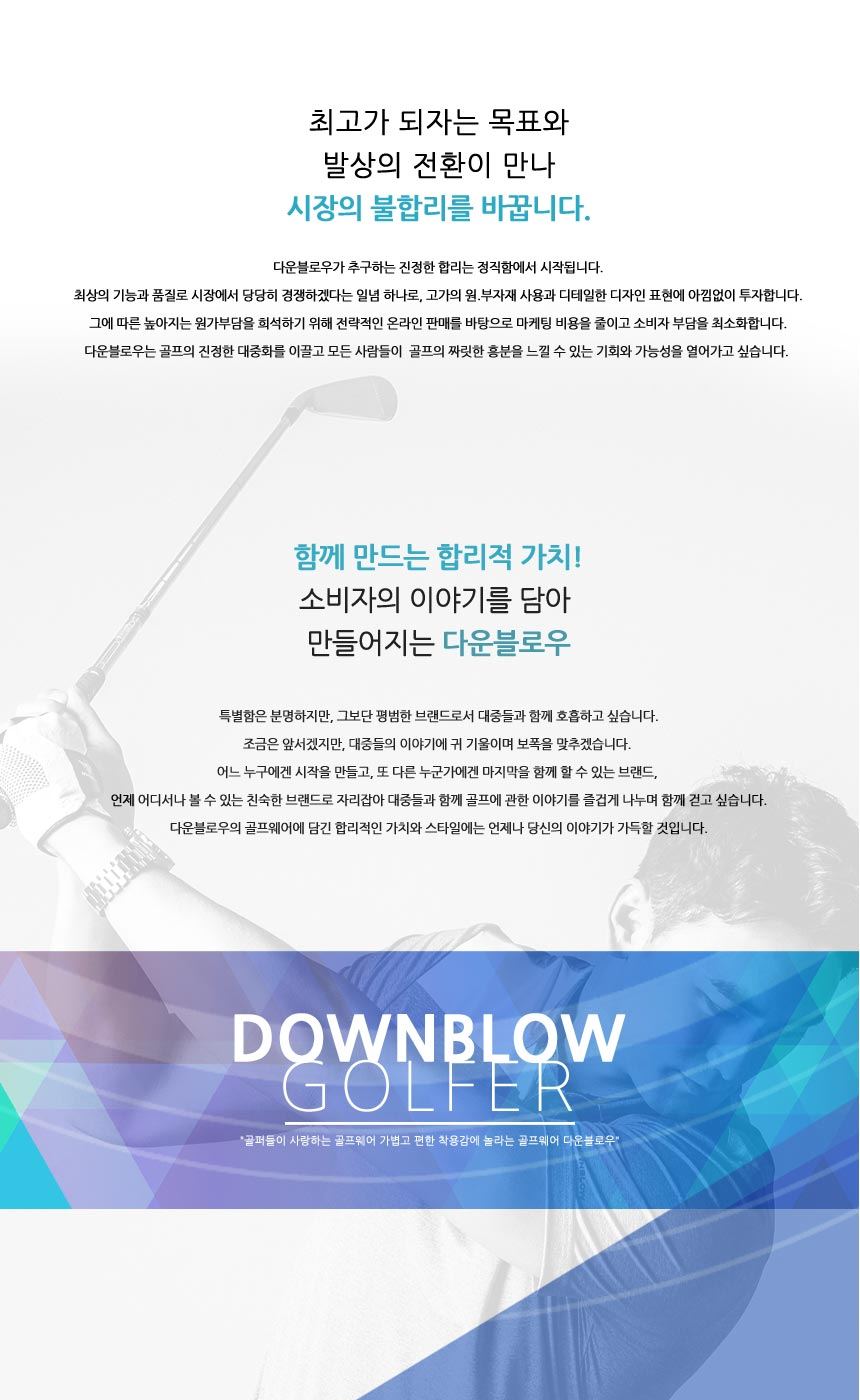 최고가 되자는 목표와
발상의 전환이 만나
시장의 불합리를 바꿉니다.
다운블로우가 추구하는 진정한 합리는 정직함에서 시작됩니다.
최상의 기능과 품질로 시장에서 당당히 경쟁하겠다는 일념 하나로, 고가의 원.부자재 사용과 디테일한 디자인 표현에 아낌없이 투자합니다.
그에 따른 높아지는 원가부담을 희석하기 위해 전략적인 온라인 판매를 바탕으로 마케팅 비용을 줄이고 소비자 부담을 최소화합니다.
다운블로우는 골프의 진정한 대중화를 이끌고 모든 사람들이 골프의 짜릿한 흥분을 느낄 수 있는 기회와 가능성을 열어가고 싶습니다.
함께 만드는 합리적 가치!
소비자의 이야기를 담아
만들어지는 다운블로우
특별함은 분명하지만, 그보단 평범한 브랜드로서 대중들과 함께 호흡하고 싶습니다.
조금은 앞서겠지만, 대중들의 이야기에 귀 기울이며 보폭을 맞추겠습니다.
어느 누구에겐 시작을 만들고, 또 다른 누군가에겐 마지막을 함께 할 수 있는 브랜드,
언제 어디서나 볼 수 있는 친숙한 브랜드로 자리잡아 대중들과 함께 골프에 관한 이야기를 즐겁게 나누며 함께 걷고 싶습니다.
다운블로우의 골프웨어에 담긴 합리적인 가치와 스타일에는 언제나 당신의 이야기가 가득할 것입니다.
DOWNBLOW
GOLFER
"골퍼들이 사랑하는 골프웨어 가볍고 편한 착용감에 놀라는 골프웨어 다운블로우"